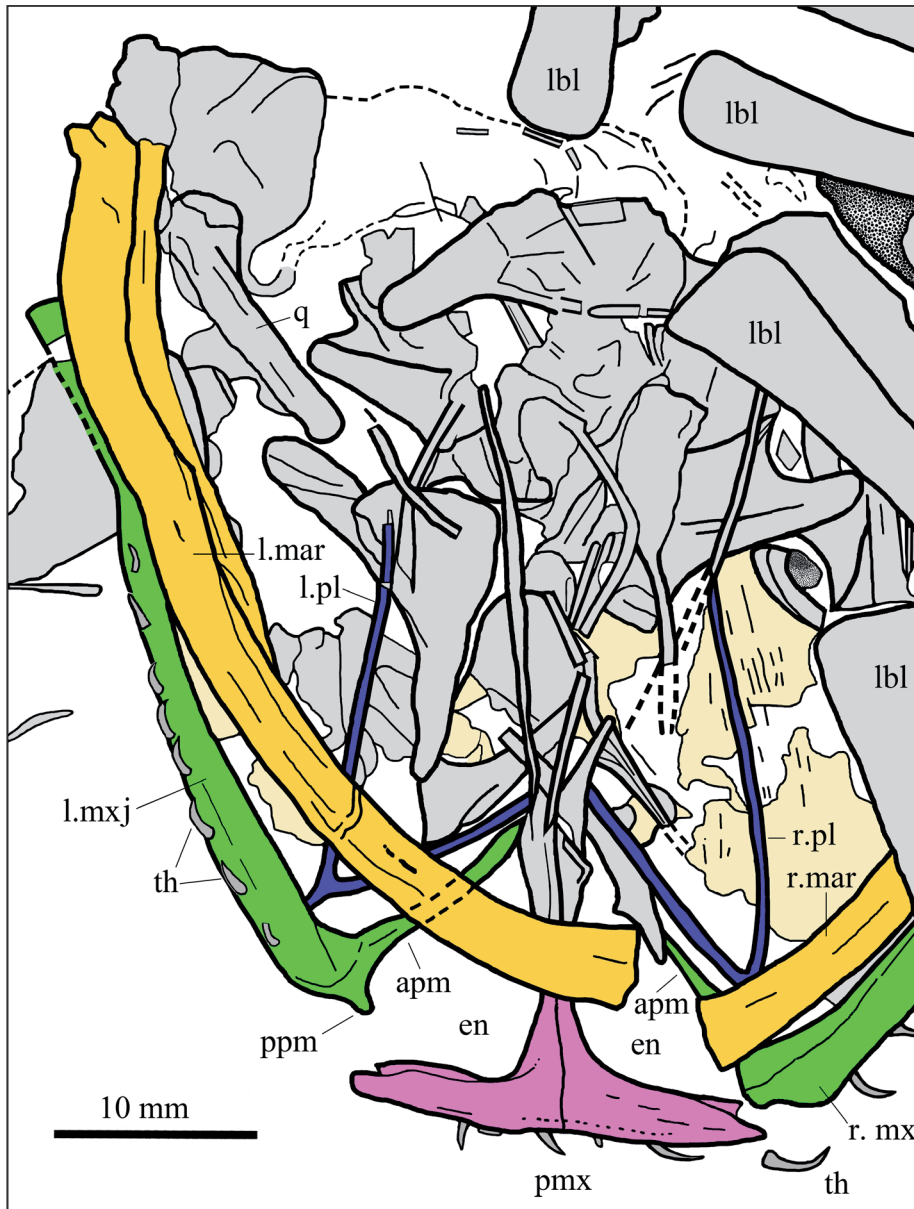 lbl
lbl
q
lbl
l.mar
l.pl
lbl
l.mxj
r.pl
th
r.mar
apm
apm
ppm
en
en
10 mm
r. mx
pmx
th